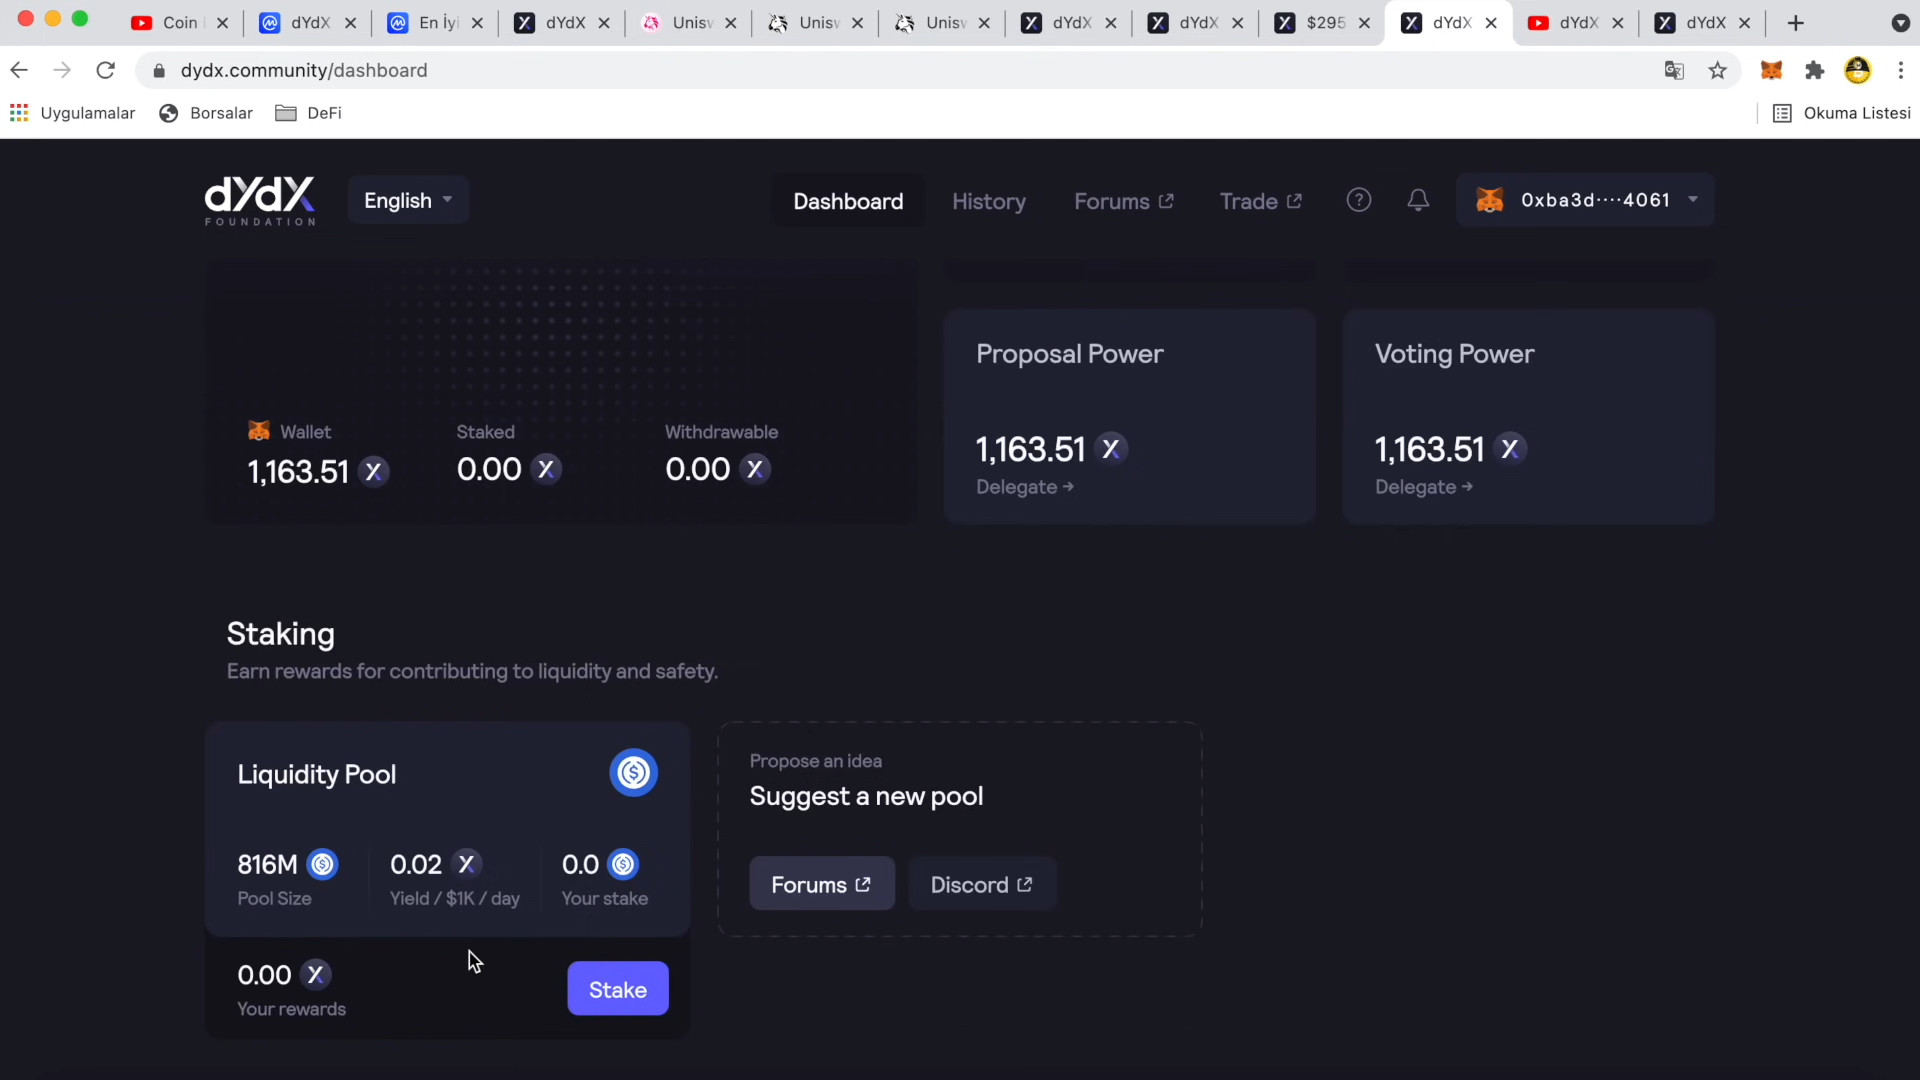 Coin
dYdX
En İyi
dYdX
Unisw
Unisw
Unisw
dYdX
dYdX
$295
dYdX
dYdX
dYdX
dydx.community/dashboard
Uygulamalar
Borsalar
DeFi
Okuma Listesi
dYdX
FOUNDATION
English
Dashboard
History
Forums
Trade
0xba3d····4061
Proposal Power
Voting Power
Wallet
Staked
Withdrawable
1,163.51
0.00
0.00
1,163.51
1,163.51
Delegate →
Delegate →
Staking
Earn rewards for contributing to liquidity and safety.
Liquidity Pool
816M
0.02
0.0
Pool Size
Yield / $1K / day
Your stake
0.00
Your rewards
Stake
Propose an idea
Suggest a new pool
Forums
Discord